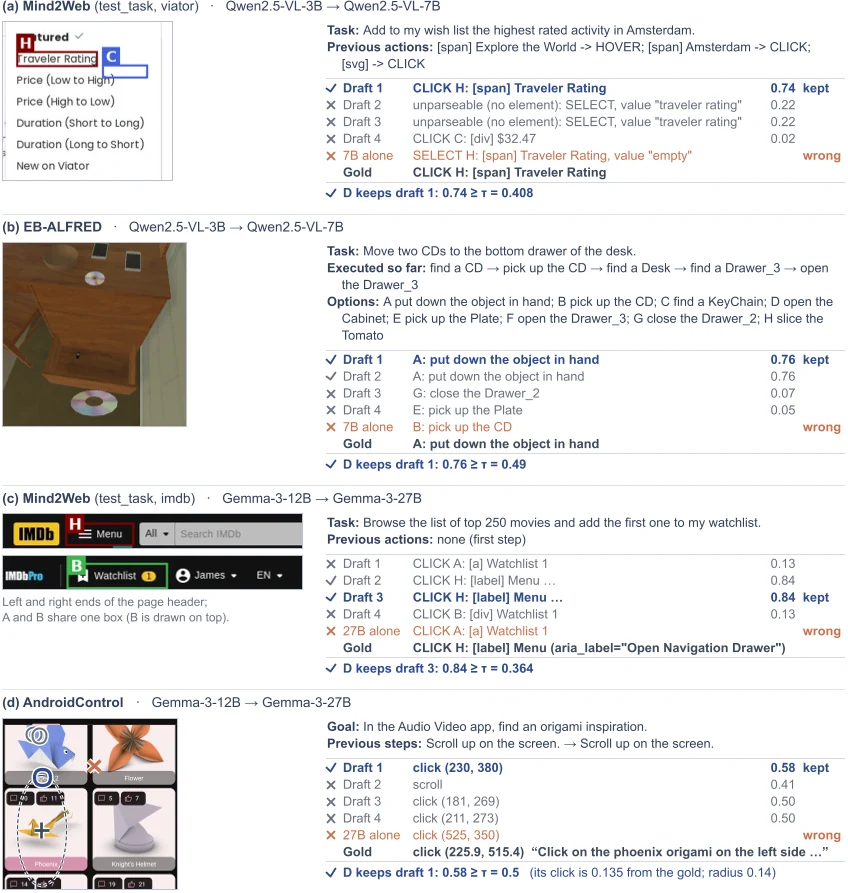 (a) Mind2Web (test_task, viator) · Qwen2.5-VL-3B → Qwen2.5-VL-7B
H atured ✓
Traveler Rating C
Price (Low to High)
Price (High to Low)
Duration (Short to Long)
Duration (Long to Short)
New on Viator
Task: Add to my wish list the highest rated activity in Amsterdam.
Previous actions: [span] Explore the World -> HOVER; [span] Amsterdam -> CLICK;
[svg] -> CLICK
✓ Draft 1 CLICK H: [span] Traveler Rating 0.74 kept
✕ Draft 2 unparseable (no element): SELECT, value "traveler rating" 0.22
✕ Draft 3 unparseable (no element): SELECT, value "traveler rating" 0.22
✕ Draft 4 CLICK C: [div] $32.47 0.02
✕ 7B alone SELECT H: [span] Traveler Rating, value "empty" wrong
Gold CLICK H: [span] Traveler Rating
✓ D keeps draft 1: 0.74 ≥ τ = 0.408
(b) EB-ALFRED · Qwen2.5-VL-3B → Qwen2.5-VL-7B
Task: Move two CDs to the bottom drawer of the desk.
Executed so far: find a CD → pick up the CD → find a Desk → find a Drawer_3 → open
the Drawer_3
Options: A put down the object in hand; B pick up the CD; C find a KeyChain; D open the
Cabinet; E pick up the Plate; F open the Drawer_3; G close the Drawer_2; H slice the
Tomato
✓ Draft 1 A: put down the object in hand 0.76 kept
✓ Draft 2 A: put down the object in hand 0.76
✕ Draft 3 G: close the Drawer_2 0.07
✕ Draft 4 E: pick up the Plate 0.05
✕ 7B alone B: pick up the CD wrong
Gold A: put down the object in hand
✓ D keeps draft 1: 0.76 ≥ τ = 0.49
(c) Mind2Web (test_task, imdb) · Gemma-3-12B → Gemma-3-27B
IMDb H Menu All Search IMDb
IMDbPro B Watchlist 1 James EN
Left and right ends of the page header;
A and B share one box (B is drawn on top).
Task: Browse the list of top 250 movies and add the first one to my watchlist.
Previous actions: none (first step)
✕ Draft 1 CLICK A: [a] Watchlist 1 0.13
✓ Draft 2 CLICK H: [label] Menu … 0.84
✓ Draft 3 CLICK H: [label] Menu … 0.84 kept
✕ Draft 4 CLICK B: [div] Watchlist 1 0.13
✕ 27B alone CLICK A: [a] Watchlist 1 wrong
Gold CLICK H: [label] Menu (aria_label="Open Navigation Drawer")
✓ D keeps draft 3: 0.84 ≥ τ = 0.364
(d) AndroidControl · Gemma-3-12B → Gemma-3-27B
Flower
11 5 7
Phoenix Knight's Helmet
14 19 21
Goal: In the Audio Video app, find an origami inspiration.
Previous steps: Scroll up on the screen. → Scroll up on the screen.
✓ Draft 1 click (230, 380) 0.58 kept
✕ Draft 2 scroll 0.41
✕ Draft 3 click (181, 269) 0.50
✕ Draft 4 click (211, 273) 0.50
✕ 27B alone click (525, 350) wrong
Gold click (225.9, 515.4) “Click on the phoenix origami on the left side …”
✓ D keeps draft 1: 0.58 ≥ τ = 0.5 (its click is 0.135 from the gold; radius 0.14)